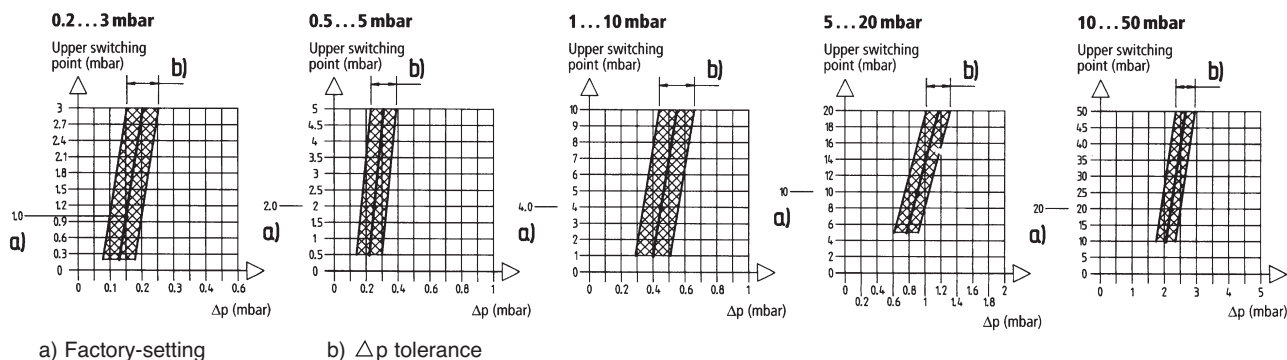 0.2...3 mbar
Upper switching
point (mbar)
b)
3
2.7
2.4
2.1
1.8
1.5
1.2
1.0
0.9
a)
0.6
0.3
0
0 0.1 0.2 0.3 0.4 0.5 0.6
Δp (mbar)
0.5...5 mbar
Upper switching
point (mbar)
b)
5
4.5
4
3.5
3
2.5
2.0
2
1.5
a)
1
0.5
0
0 0.2 0.4 0.6 0.8 1
Δp (mbar)
1...10 mbar
Upper switching
point (mbar)
b)
10
9
8
7
6
5
4.0
4
3
a)
2
1
0
0.2 0.4 0.6 0.8 1
Δp (mbar)
5...20 mbar
Upper switching
point (mbar)
b)
20
18
16
14
12
10
10
8
6
a)
4
2
0
0 0.2 0.4 0.6 0.8 1 1.2 1.4 1.6 1.8 2
Δp (mbar)
10...50 mbar
Upper switching
point (mbar)
b)
50
45
40
35
30
25
20
20
15
a)
10
5
0
0 1 2 3 4 5
Δp (mbar)
a) Factory-setting
b) Δp tolerance